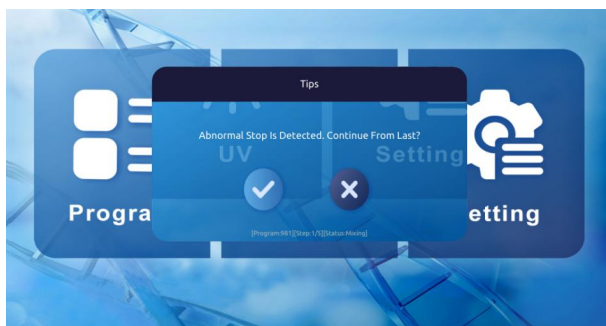 Tips
Abnormal Stop Is Detected. Continue From Last?
UV
Setting
Progra
etting
[Program:981][Step:1/5][Status:Mixing]